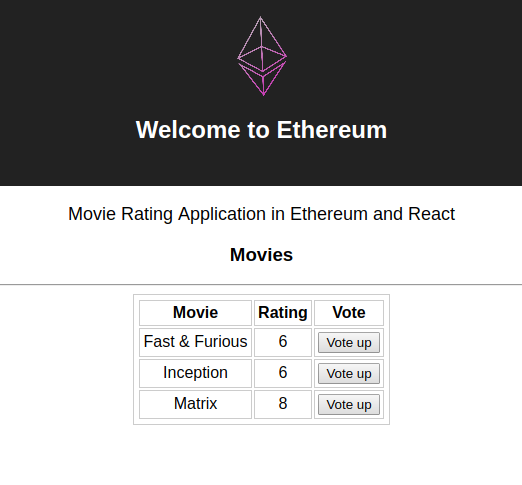 Welcome to Ethereum
Movie Rating Application in Ethereum and React
Movies
Movie Rating Vote
Fast & Furious 6 Vote up
Inception 6 Vote up
Matrix 8 Vote up